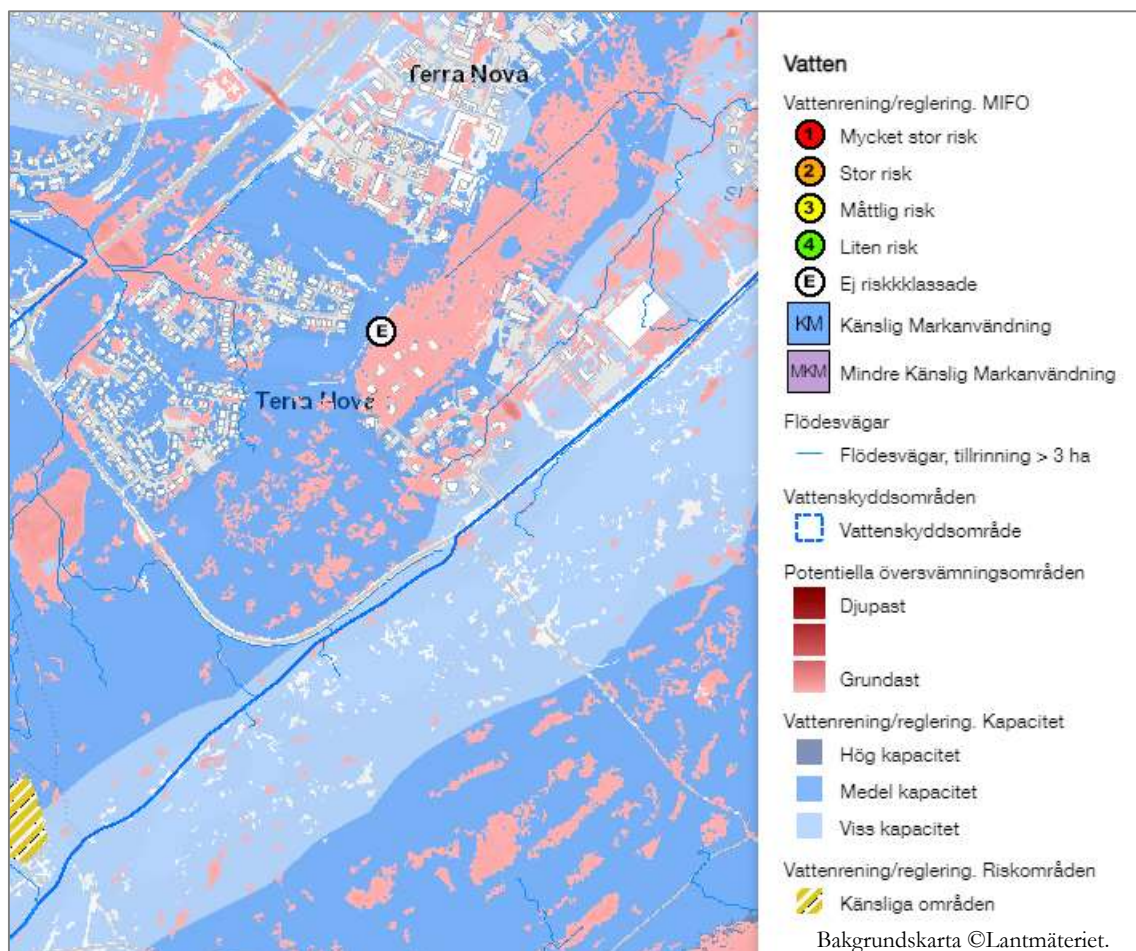 Terra Nova
E
Terra Nova
Vatten
Vattenrening/reglering. MIFO
1 Mycket stor risk
2 Stor risk
3 Måttlig risk
4 Liten risk
E Ej riskkklassade
KM Känslig Markanvändning
MKM Mindre Känslig Markanvändning
Flödesvägar
Flödesvägar, tillrinning > 3 ha
Vattenskyddsområden
Vattenskyddsområde
Potentiella översvämningsområden
Djupast
Grundast
Vattenrening/reglering. Kapacitet
Hög kapacitet
Medel kapacitet
Viss kapacitet
Vattenrening/reglering. Riskområden
Känsliga områden
Bakgrundskarta ©Lantmäteriet.